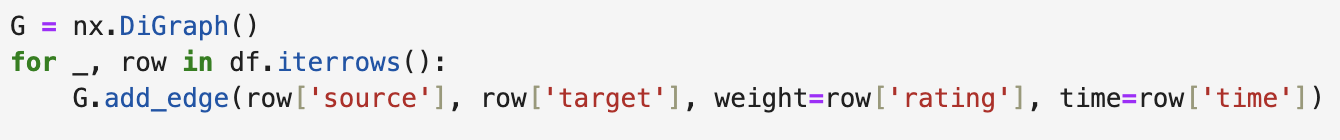 G = nx.DiGraph()
for _, row in df.iterrows():
    G.add_edge(row['source'], row['target'], weight=row['rating'], time=row['time'])